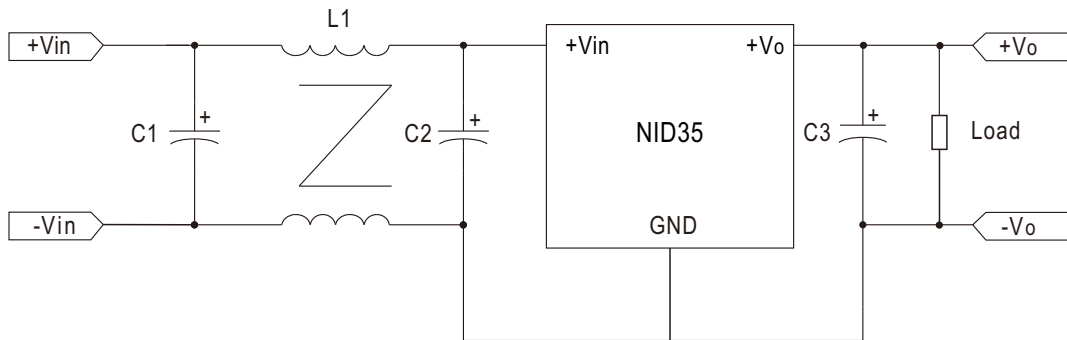 L1
+Vin
+Vin
+Vo
+Vo
+
C1
+
C2
NID35
+
C3
Load
-Vin
GND
-Vo